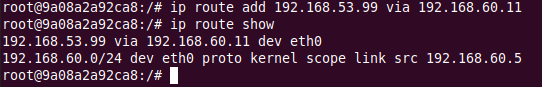 root@9a08a2a92ca8:/# ip route add 192.168.53.99 via 192.168.60.11
root@9a08a2a92ca8:/# ip route show
192.168.53.99 via 192.168.60.11 dev eth0
192.168.60.0/24 dev eth0 proto kernel scope link src 192.168.60.5
root@9a08a2a92ca8:/#